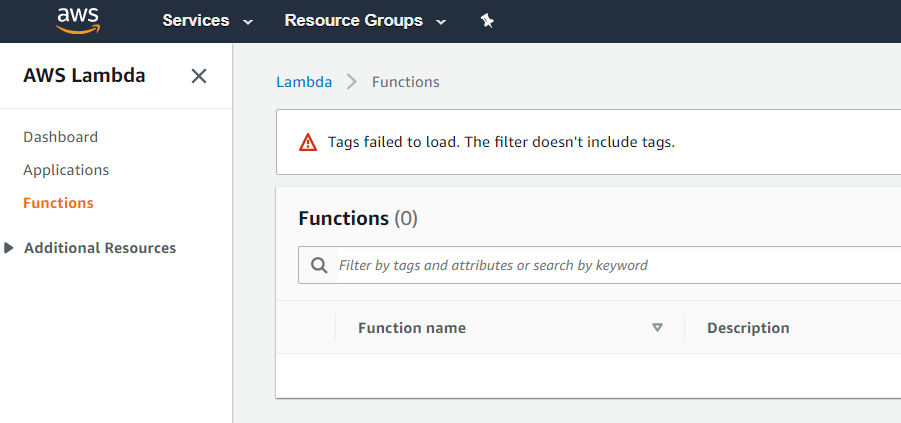 aws Services Resource Groups
AWS Lambda
Lambda Functions
Dashboard
Applications
Functions
Additional Resources
Tags failed to load. The filter doesn't include tags.
Functions (0)
Filter by tags and attributes or search by keyword
Function name Description